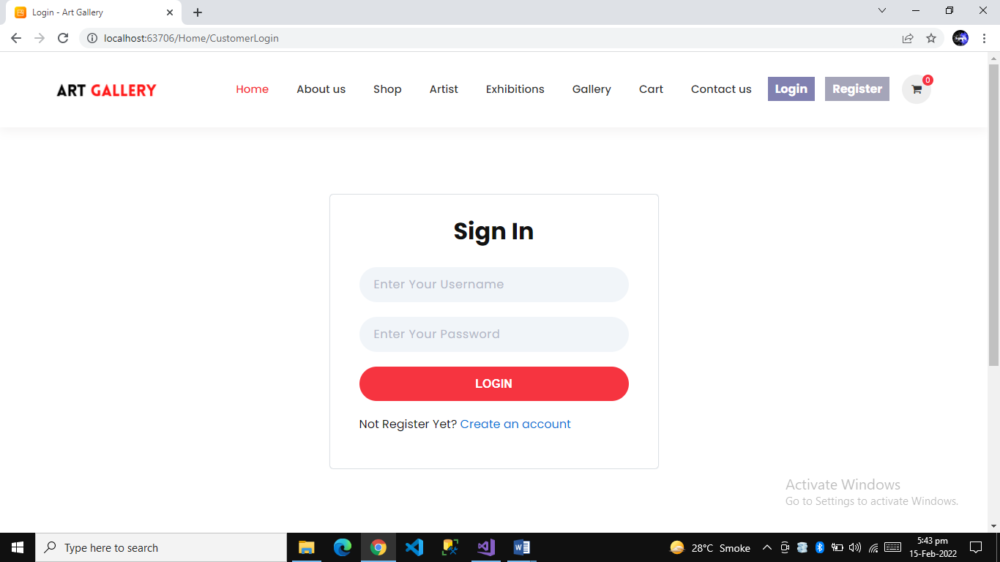 Login - Art Gallery
localhost:63706/Home/CustomerLogin
ART GALLERY
Home About us Shop Artist Exhibitions Gallery Cart Contact us Login Register 0
Sign In
Enter Your Username
Enter Your Password
LOGIN
Not Register Yet? Create an account
Activate Windows
Go to Settings to activate Windows.
Type here to search
28°C Smoke
5:43 pm
15-Feb-2022